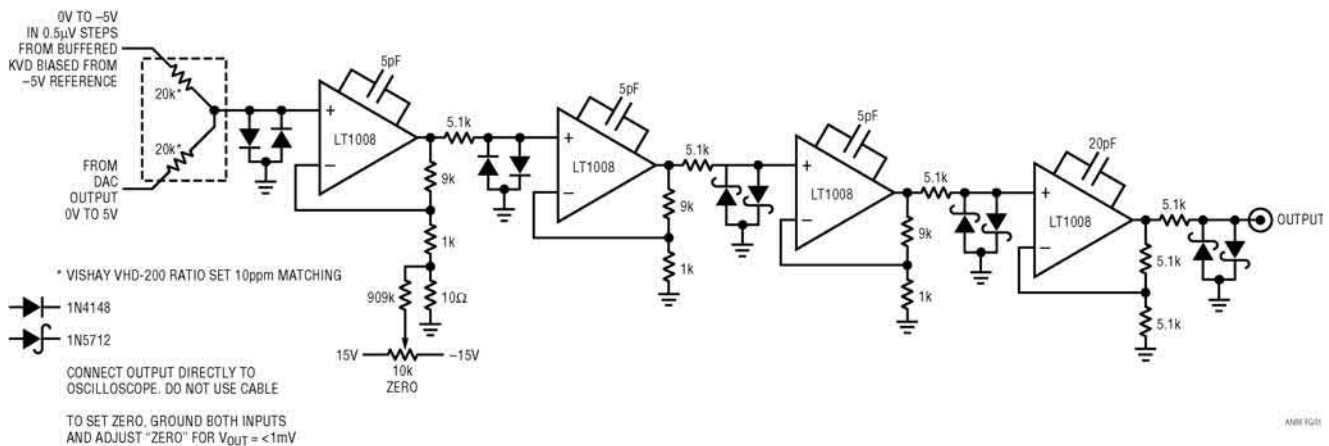 0V TO –5V
IN 0.5µV STEPS
FROM BUFFERED
KVD BIASED FROM
–5V REFERENCE
20k*
20k*
FROM
DAC
OUTPUT
0V TO 5V
5pF
+
LT1008
–
9k
1k
909k
10Ω
15V
–15V
10k
ZERO
5.1k
5pF
+
LT1008
–
9k
1k
5.1k
5pF
+
LT1008
–
9k
1k
5.1k
20pF
+
LT1008
–
5.1k
5.1k
5.1k
OUTPUT
* VISHAY VHD-200 RATIO SET 10ppm MATCHING
1N4148
1N5712
CONNECT OUTPUT DIRECTLY TO
OSCILLOSCOPE. DO NOT USE CABLE
TO SET ZERO, GROUND BOTH INPUTS
AND ADJUST “ZERO” FOR VOUT = <1mV